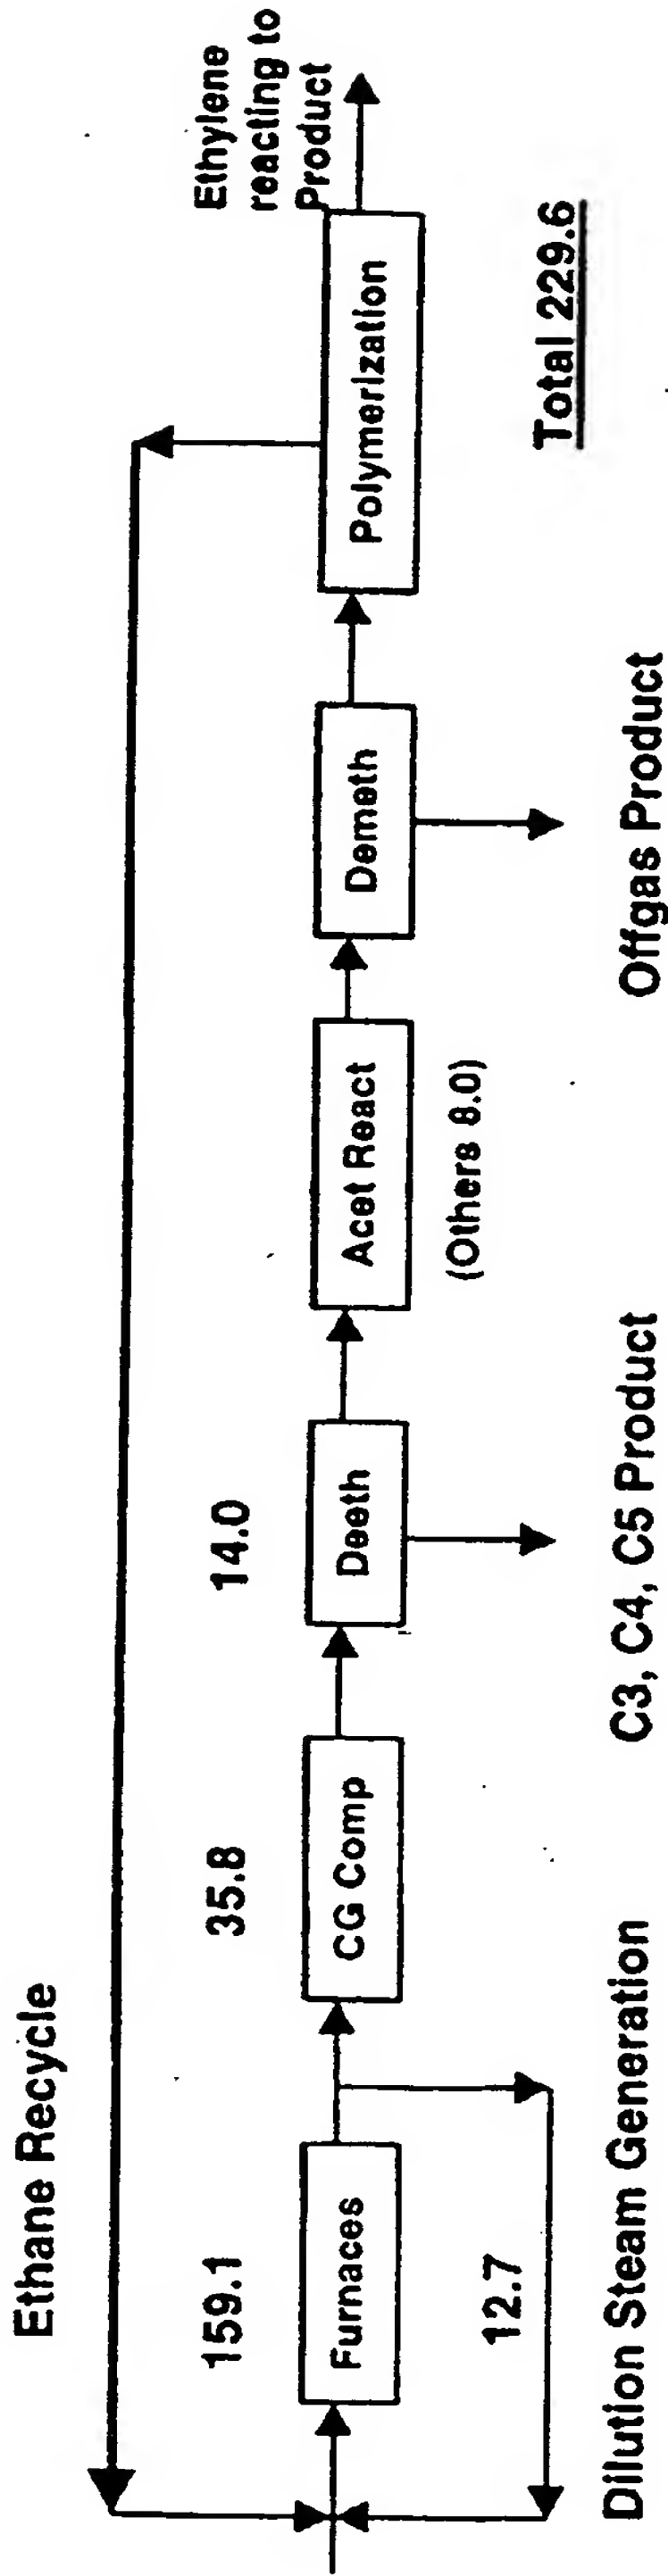 Ethane Recycle
159.1
35.8
14.0
Ethylene
reacting to
Product
Furnaces
CG Comp
Deeth
Acet React
Demeth
Polymerization
12.7
(Others 8.0)
Total 229.6
Dilution Steam Generation
C3, C4, C5 Product
Offgas Product